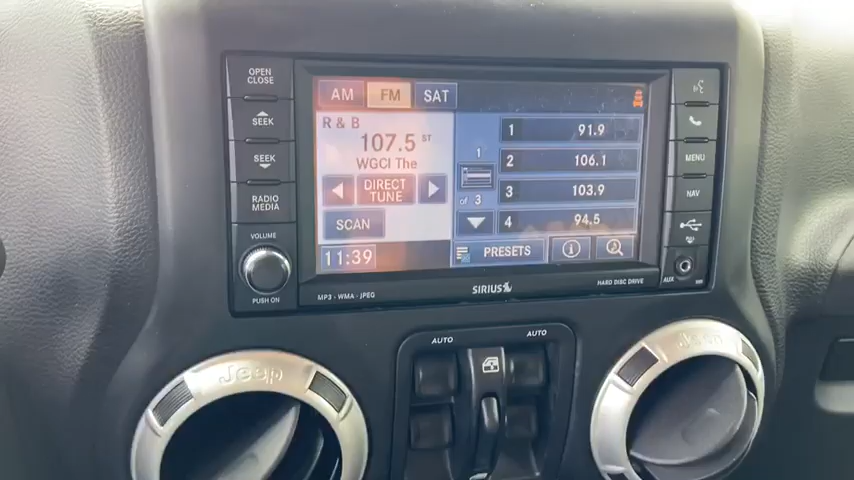 OPEN
CLOSE
SEEK
SEEK
RADIO
MEDIA
VOLUME
PUSH ON
AM
FM
SAT
R & B
107.5 ST
WGCI The
DIRECT
TUNE
SCAN
11:39
1
of 3
1 91.9
2 106.1
3 103.9
4 94.5
PRESETS
MENU
NAV
AUX
MP3 • WMA • JPEG
SIRIUS
HARD DISC DRIVE
AUTO
AUTO
Jeep
Jeep